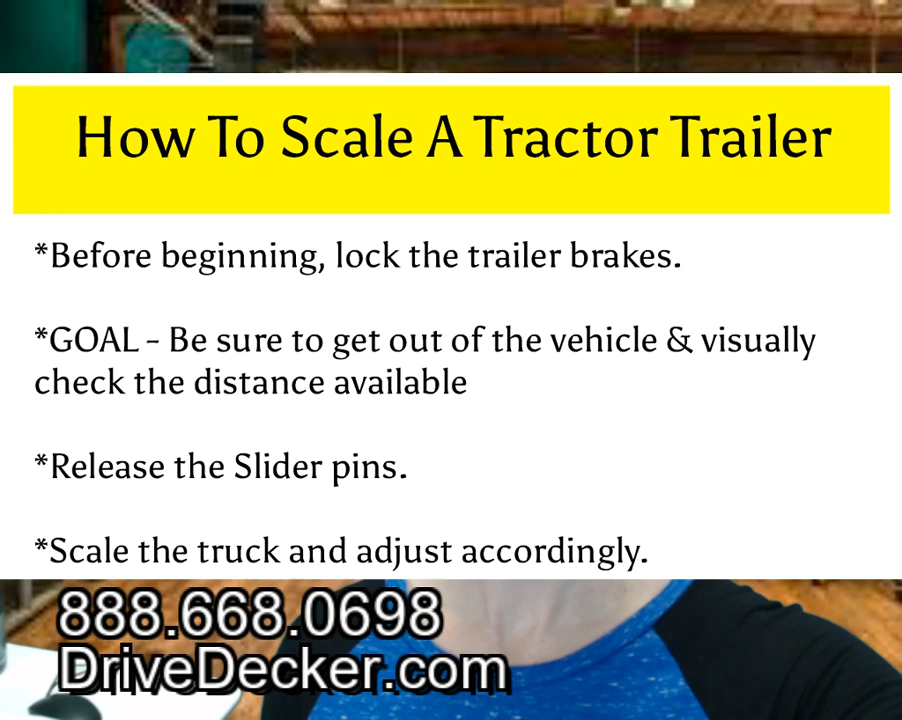 How To Scale A Tractor Trailer
*Before beginning, lock the trailer brakes.
*GOAL - Be sure to get out of the vehicle & visually
check the distance available
*Release the Slider pins.
*Scale the truck and adjust accordingly.
888.668.0698
DriveDecker.com